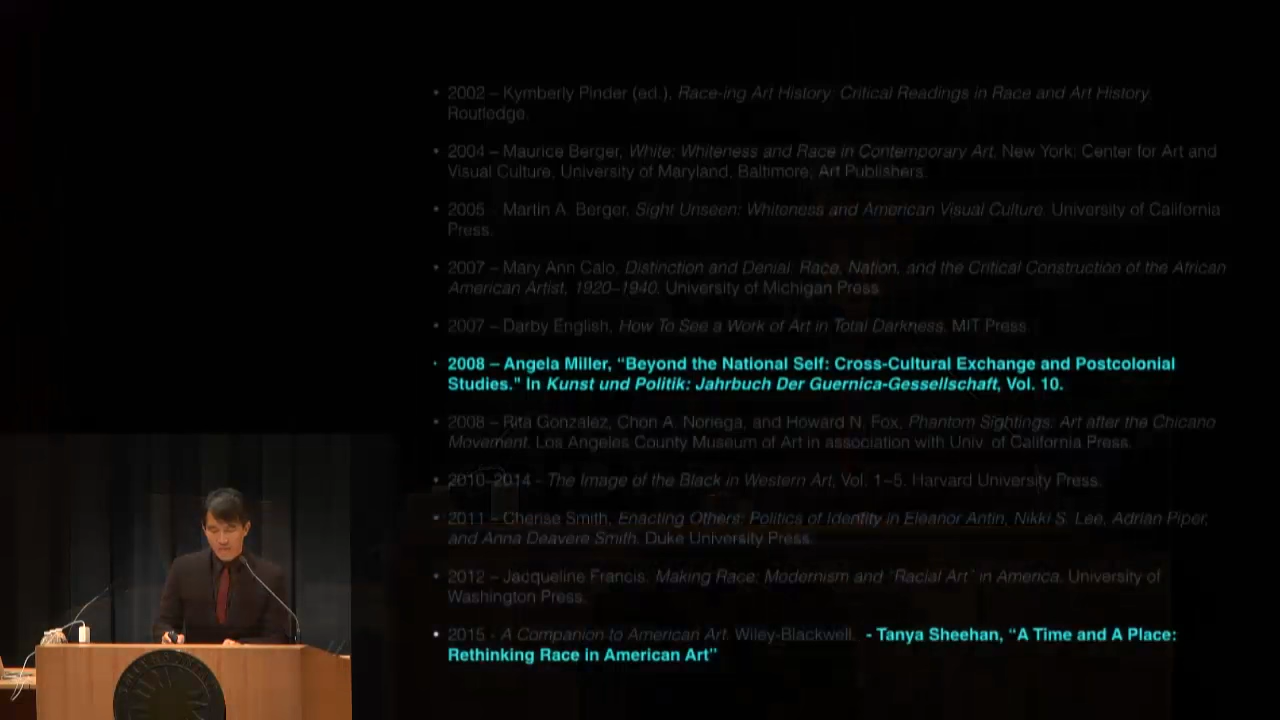 • 2002 – Kymberly Pinder (ed.), Race-ing Art History: Critical Readings in Race and Art History.
Routledge.
• 2004 – Maurice Berger, White: Whiteness and Race in Contemporary Art, New York: Center for Art and
Visual Culture, University of Maryland, Baltimore, Art Publishers.
• 2005 - Martin A. Berger, Sight Unseen: Whiteness and American Visual Culture. University of California
Press.
• 2007 – Mary Ann Calo, Distinction and Denial: Race, Nation, and the Critical Construction of the African
American Artist, 1920–1940. University of Michigan Press
• 2007 – Darby English, How To See a Work of Art in Total Darkness. MIT Press
• 2008 – Angela Miller, “Beyond the National Self: Cross-Cultural Exchange and Postcolonial
Studies." In Kunst und Politik: Jahrbuch Der Guernica-Gessellschaft, Vol. 10.
• 2008 – Rita Gonzalez, Chon A. Noriega, and Howard N. Fox, Phantom Sightings: Art after the Chicano
Movement. Los Angeles County Museum of Art in association with Univ. of California Press.
• 2010–2014 - The Image of the Black in Western Art, Vol. 1–5. Harvard University Press.
• 2011 - Cherise Smith, Enacting Others: Politics of Identity in Eleanor Antin, Nikki S. Lee, Adrian Piper,
and Anna Deavere Smith. Duke University Press.
• 2012 – Jacqueline Francis, Making Race: Modernism and “Racial Art” in America. University of
Washington Press.
• 2015 - A Companion to American Art. Wiley-Blackwell. - Tanya Sheehan, “A Time and A Place:
Rethinking Race in American Art”